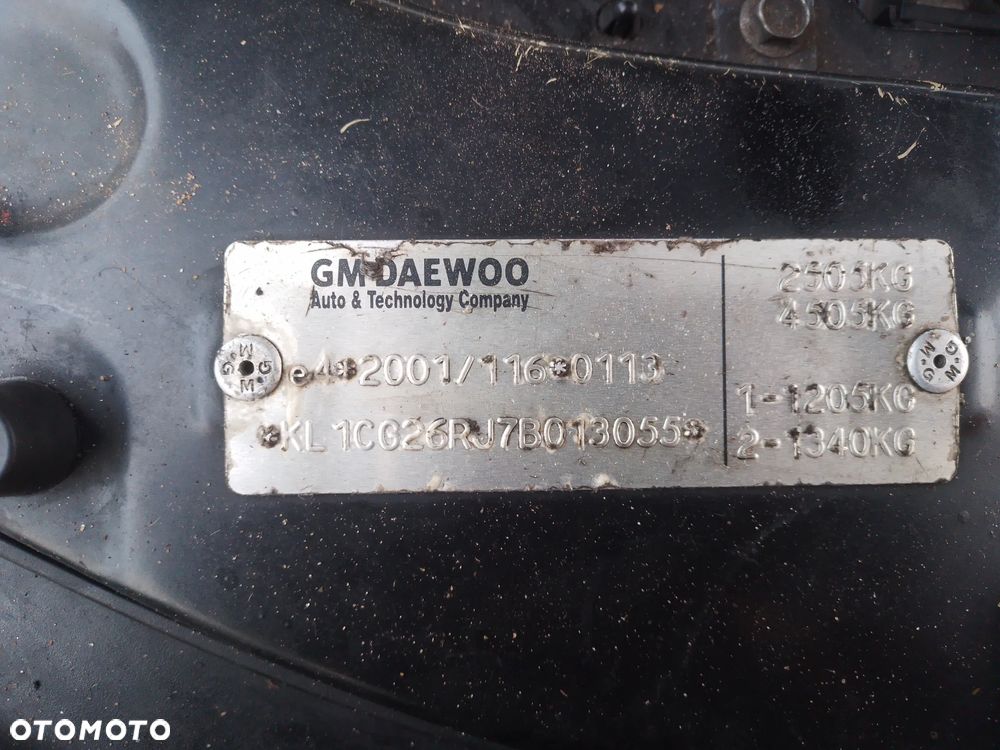 GM DAEWOO
Auto & Technology Company
e4*2001/116*0113
*KL1CG26RJ7B013055*
2505KG
4505KG
1-1205KG
2-1340KG
G.M
G.M
OTOMOTO